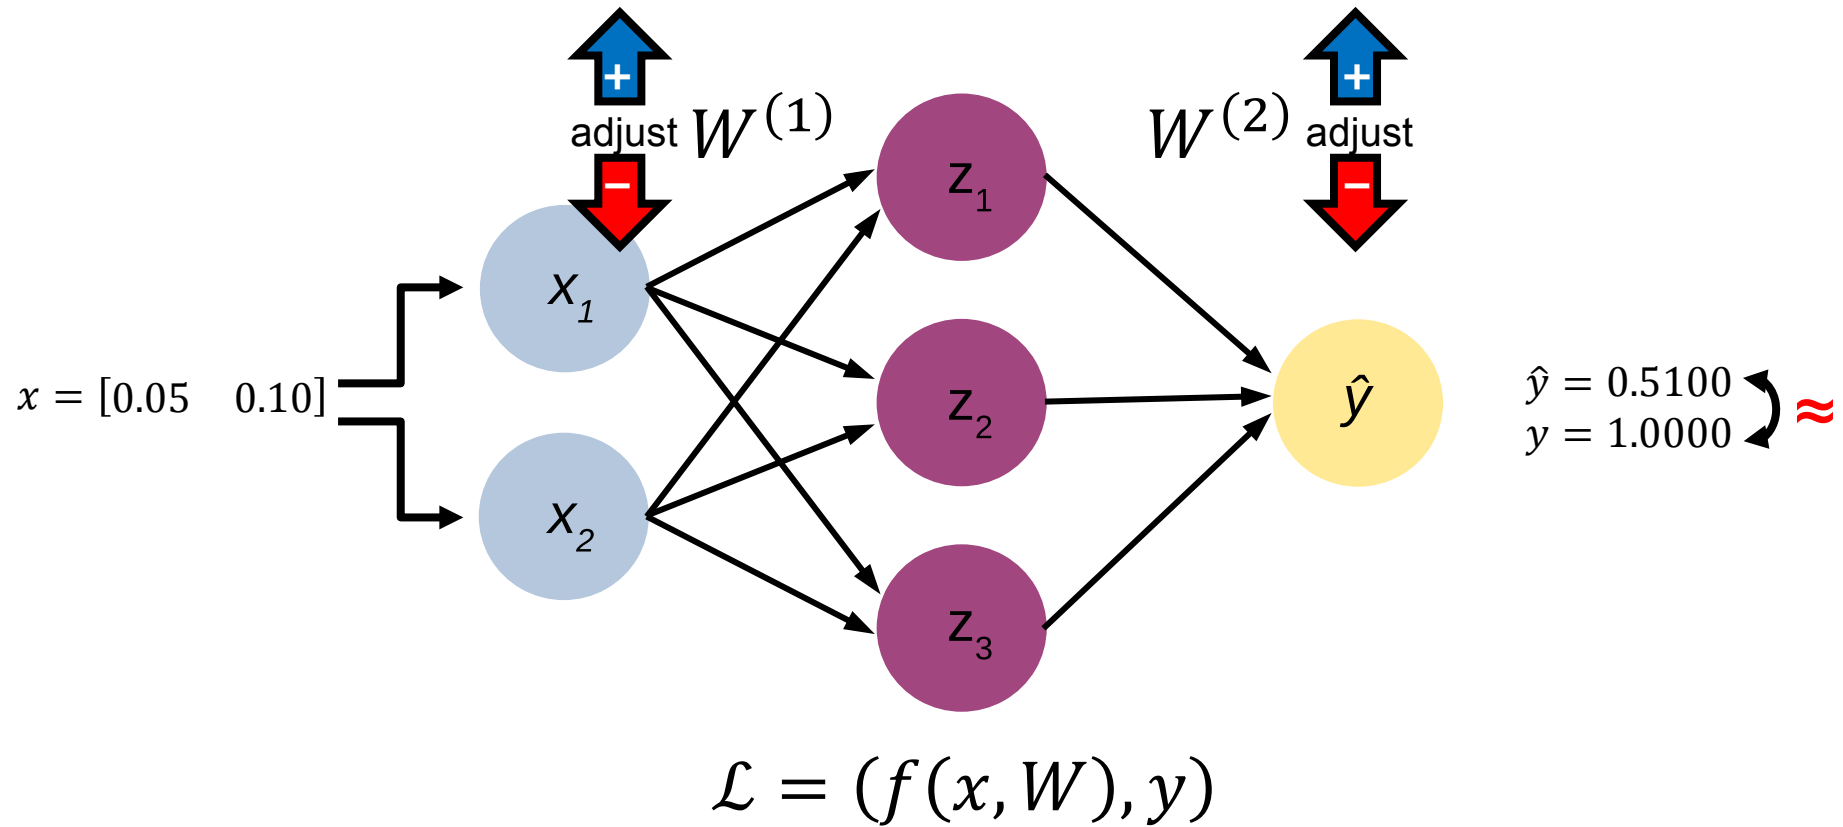 + +
adjust W⁽¹⁾ W⁽²⁾ adjust
− −
z₁
x₁
x = [0.05 0.10]
z₂
ŷ
ŷ = 0.5100
y = 1.0000
≈
x₂
z₃
ℒ = (f(x, W), y)